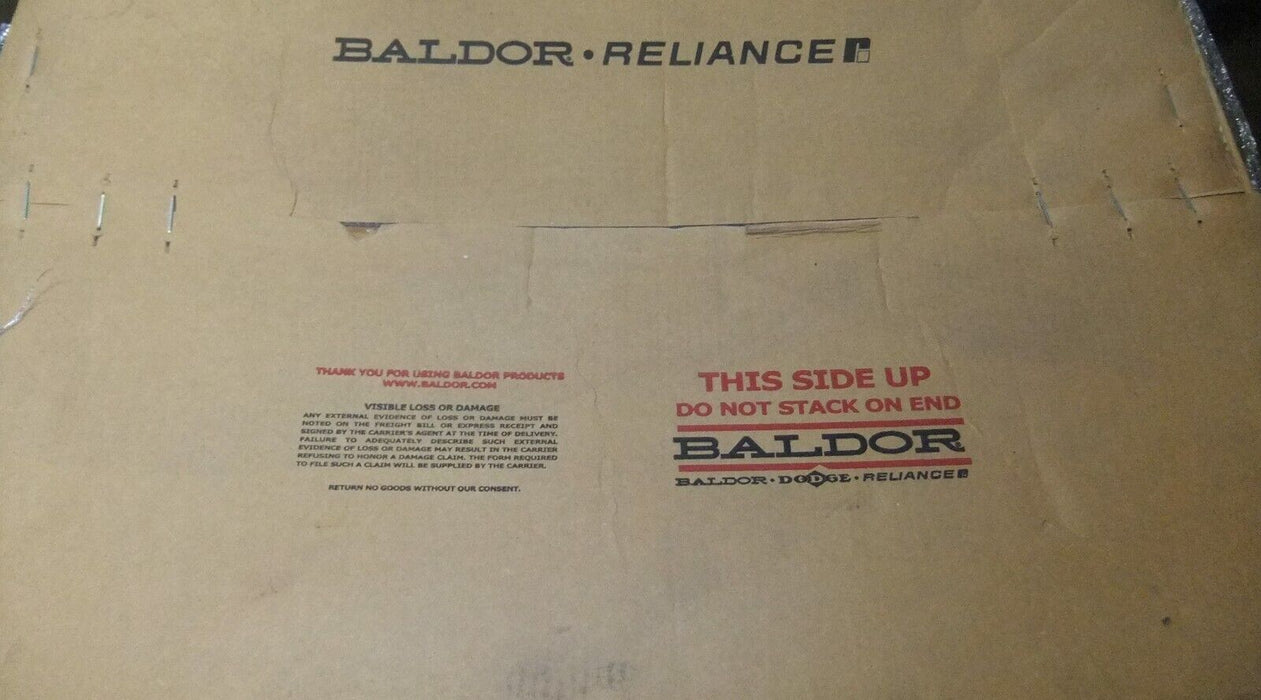 BALDOR • RELIANCE
THANK YOU FOR USING BALDOR PRODUCTS
WWW.BALDOR.COM
VISIBLE LOSS OR DAMAGE
ANY EXTERNAL EVIDENCE OF LOSS OR DAMAGE MUST BE
NOTED ON THE FREIGHT BILL OR EXPRESS RECEIPT AND
SIGNED BY THE CARRIER'S AGENT AT THE TIME OF DELIVERY.
FAILURE TO ADEQUATELY DESCRIBE SUCH EXTERNAL
EVIDENCE OF LOSS OR DAMAGE MAY RESULT IN THE CARRIER
REFUSING TO HONOR A DAMAGE CLAIM. THE FORM REQUIRED
TO FILE SUCH A CLAIM WILL BE SUPPLIED BY THE CARRIER.
RETURN NO GOODS WITHOUT OUR CONSENT.
THIS SIDE UP
DO NOT STACK ON END
BALDOR
BALDOR • DODGE • RELIANCE